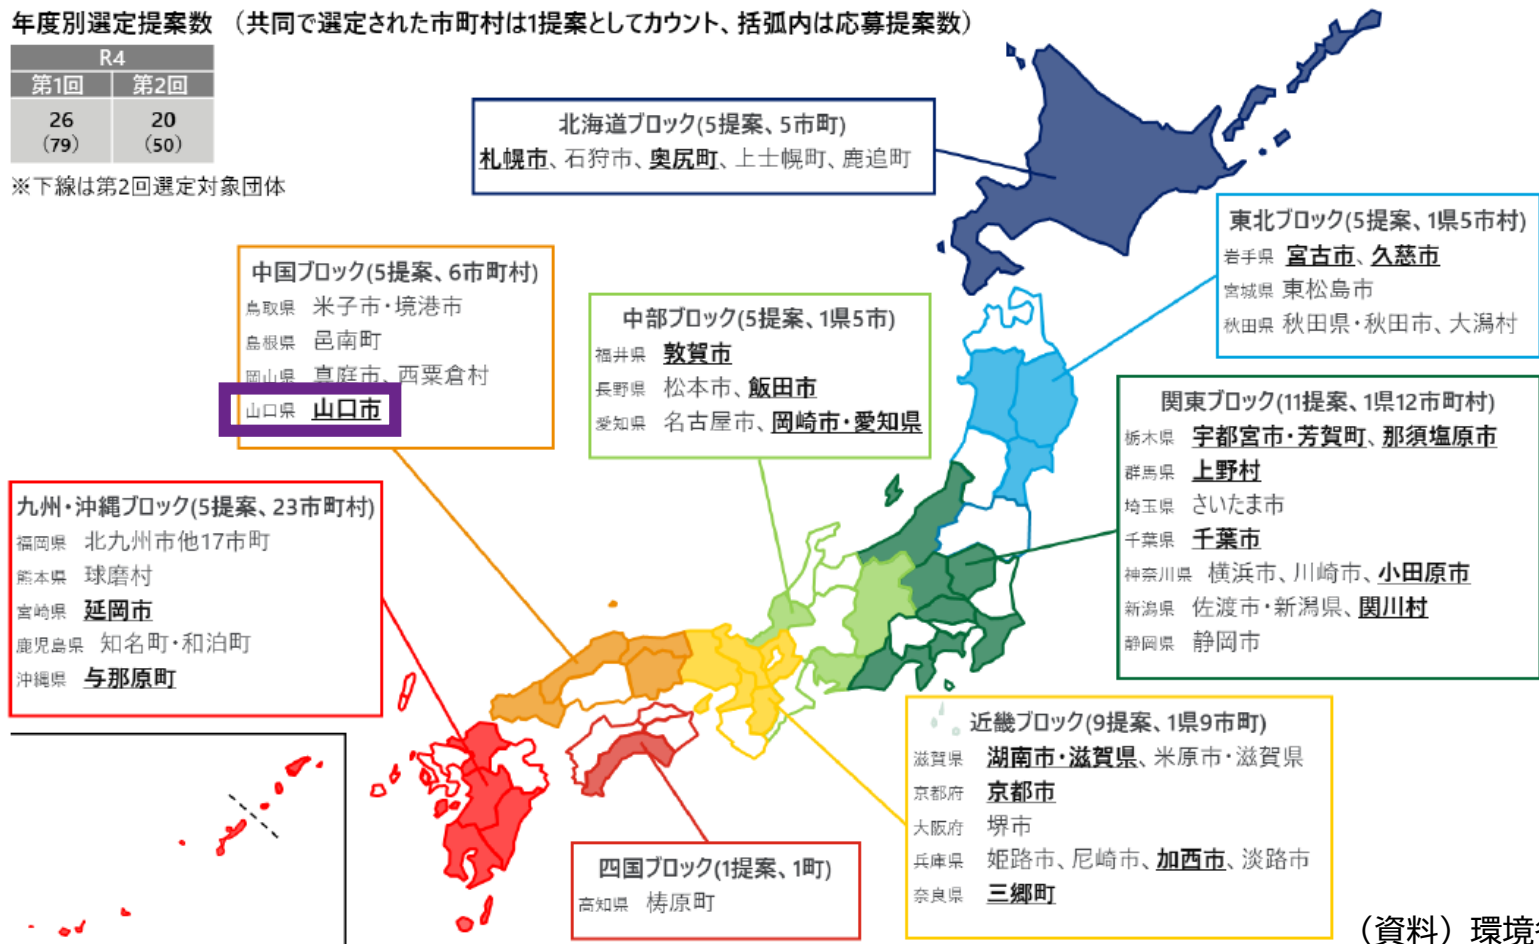 年度別選定提案数 （共同で選定された市町村は1提案としてカウント、括弧内は応募提案数）
R4
第1回 第2回
26 20
（79） （50）
※下線は第2回選定対象団体
北海道ブロック(5提案、5市町)
札幌市、石狩市、奥尻町、上士幌町、鹿追町
東北ブロック(5提案、1県5市村)
岩手県 宮古市、久慈市
宮城県 東松島市
秋田県 秋田県・秋田市、大潟村
中国ブロック(5提案、6市町村)
鳥取県 米子市・境港市
島根県 邑南町
岡山県 真庭市、西粟倉村
山口県 山口市
中部ブロック(5提案、1県5市)
福井県 敦賀市
長野県 松本市、飯田市
愛知県 名古屋市、岡崎市・愛知県
関東ブロック(11提案、1県12市町村)
栃木県 宇都宮市・芳賀町、那須塩原市
群馬県 上野村
埼玉県 さいたま市
千葉県 千葉市
神奈川県 横浜市、川崎市、小田原市
新潟県 佐渡市・新潟県、関川村
静岡県 静岡市
九州・沖縄ブロック(5提案、23市町村)
福岡県 北九州市他17市町
熊本県 球磨村
宮崎県 延岡市
鹿児島県 知名町・和泊町
沖縄県 与那原町
近畿ブロック(9提案、1県9市町)
滋賀県 湖南市・滋賀県、米原市・滋賀県
京都府 京都市
大阪府 堺市
兵庫県 姫路市、尼崎市、加西市、淡路市
奈良県 三郷町
四国ブロック(1提案、1町)
高知県 梼原町
（資料）環境